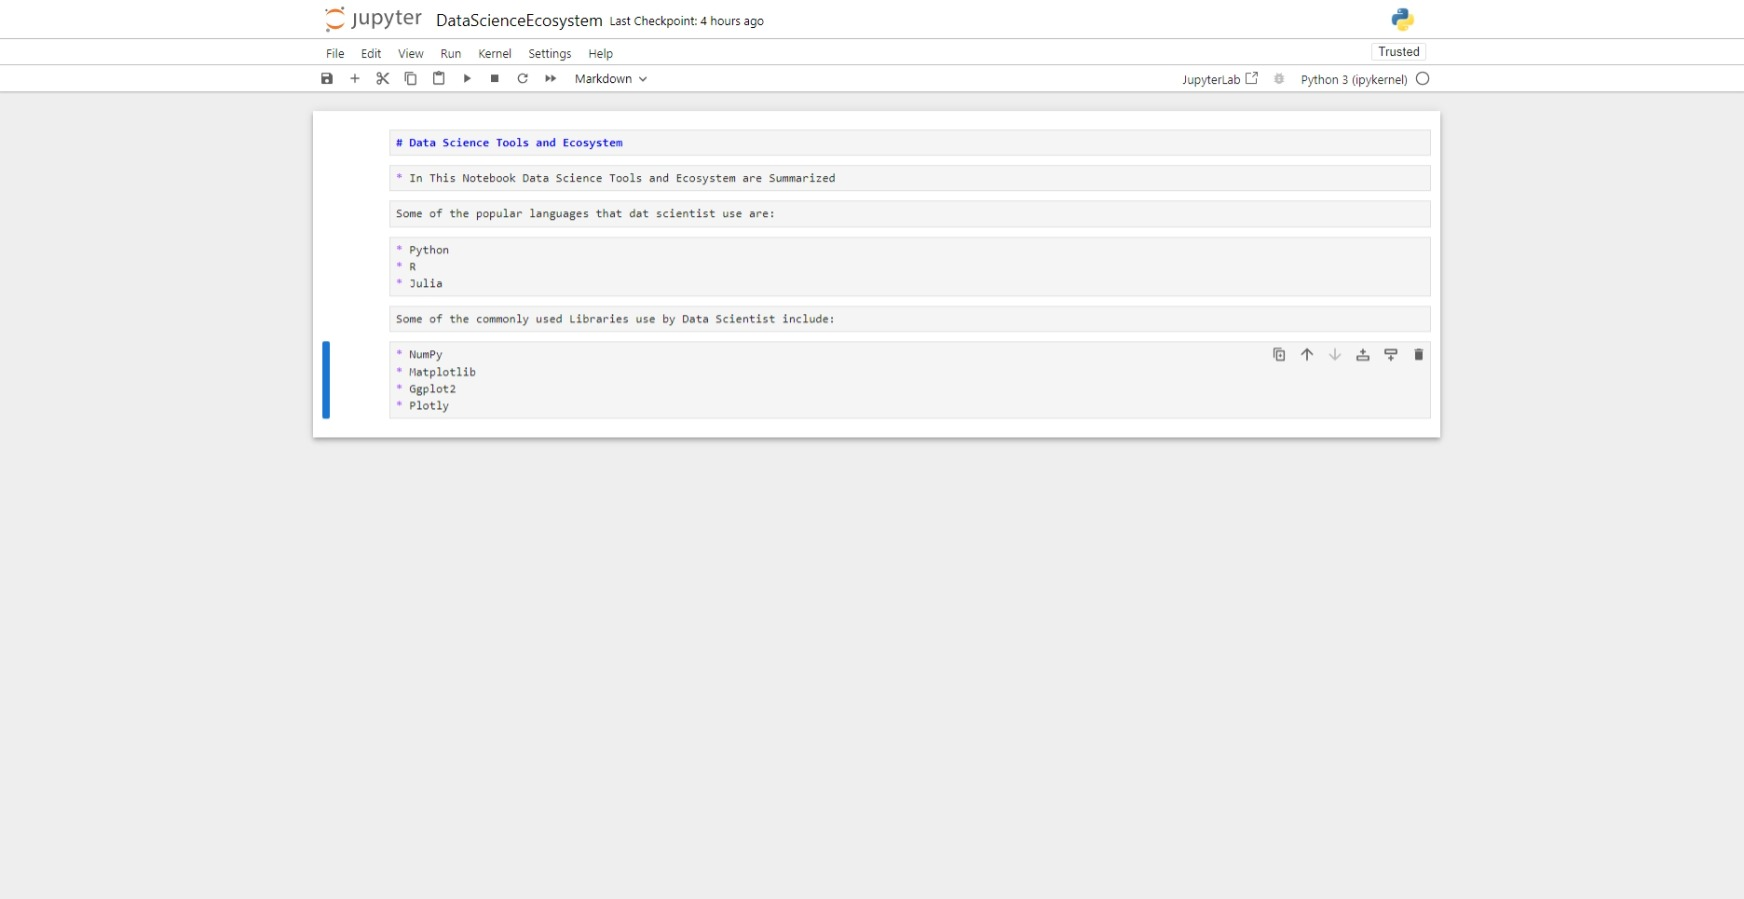 jupyter DataScienceEcosystem Last Checkpoint: 4 hours ago
File Edit View Run Kernel Settings Help Trusted
Markdown JupyterLab Python 3 (ipykernel)
# Data Science Tools and Ecosystem
* In This Notebook Data Science Tools and Ecosystem are Summarized
Some of the popular languages that dat scientist use are:
* Python
* R
* Julia
Some of the commonly used Libraries use by Data Scientist include:
* NumPy
* Matplotlib
* Ggplot2
* Plotly